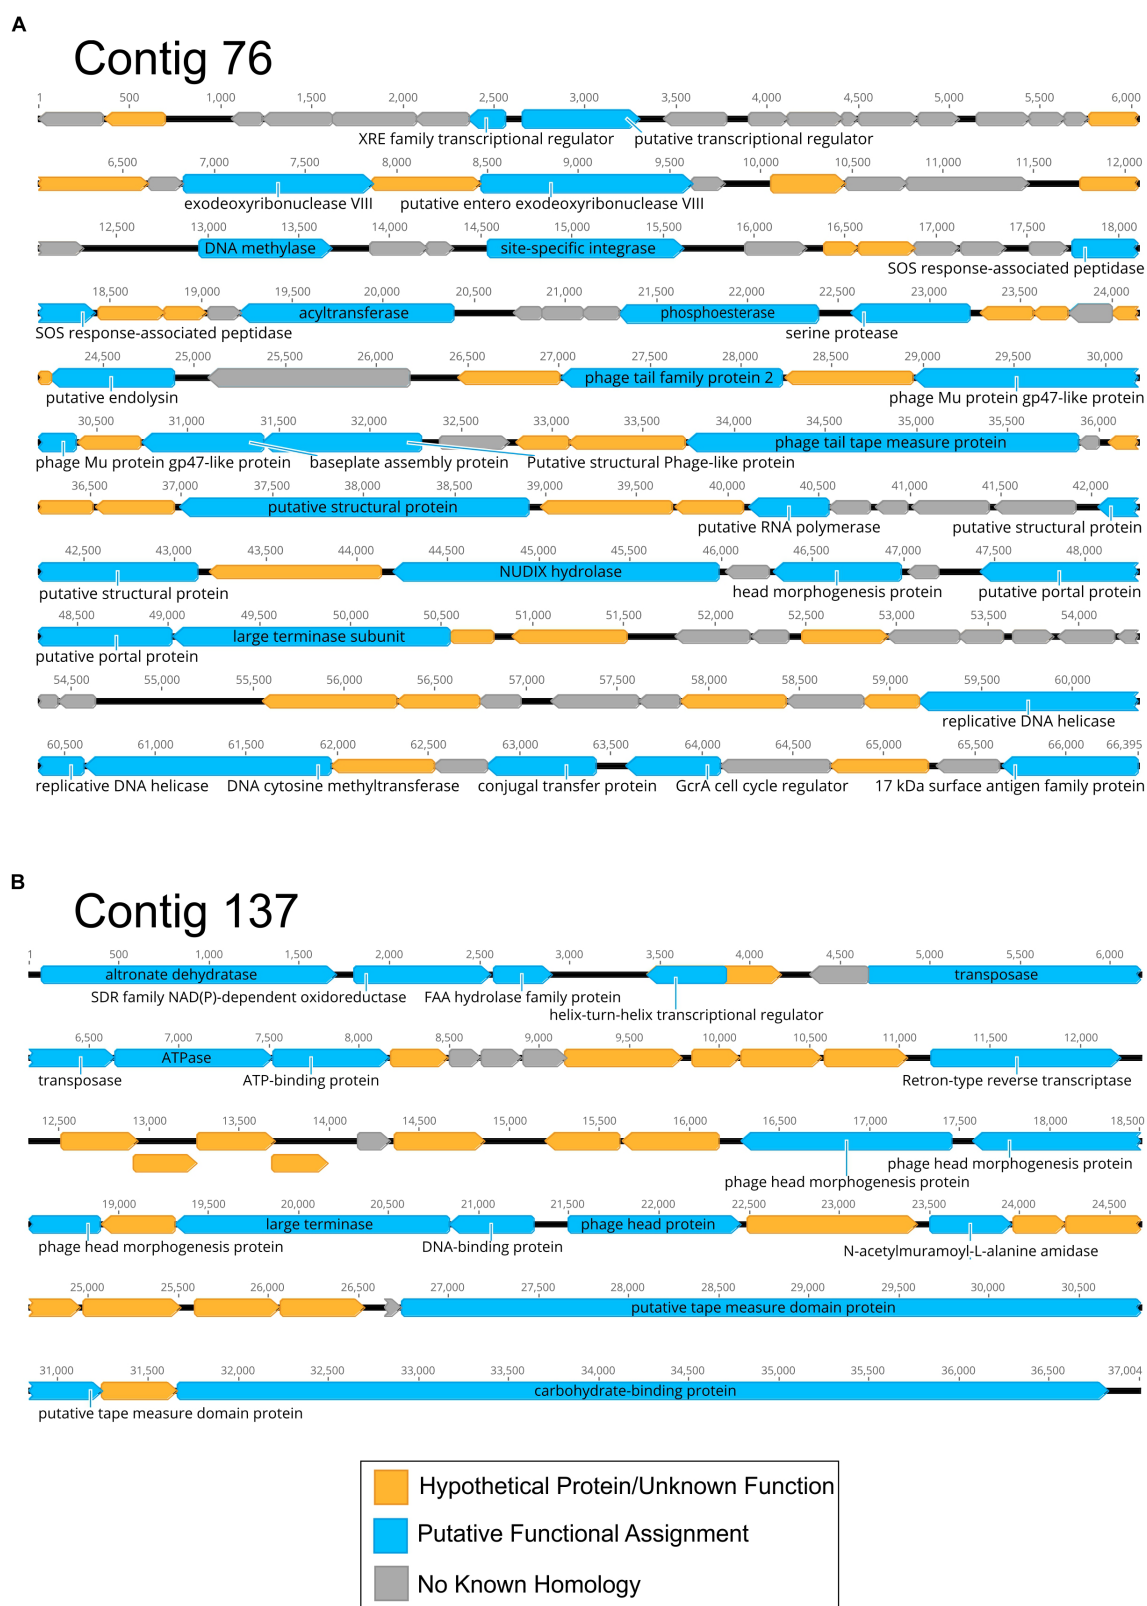 A
Contig 76
1 500 1,000 1,500 2,000 2,500 3,000 3,500 4,000 4,500 5,000 5,500 6,000
XRE family transcriptional regulator putative transcriptional regulator
6,500 7,000 7,500 8,000 8,500 9,000 9,500 10,000 10,500 11,000 11,500 12,000
exodeoxyribonuclease VIII putative entero exodeoxyribonuclease VIII
12,500 13,000 13,500 14,000 14,500 15,000 15,500 16,000 16,500 17,000 17,500 18,000
DNA methylase site-specific integrase
SOS response-associated peptidase
18,500 19,000 19,500 20,000 20,500 21,000 21,500 22,000 22,500 23,000 23,500 24,000
acyltransferase phosphoesterase
SOS response-associated peptidase serine protease
24,500 25,000 25,500 26,000 26,500 27,000 27,500 28,000 28,500 29,000 29,500 30,000
phage tail family protein 2
putative endolysin phage Mu protein gp47-like protein
30,500 31,000 31,500 32,000 32,500 33,000 33,500 34,000 34,500 35,000 35,500 36,000
phage tail tape measure protein
phage Mu protein gp47-like protein baseplate assembly protein Putative structural Phage-like protein
36,500 37,000 37,500 38,000 38,500 39,000 39,500 40,000 40,500 41,000 41,500 42,000
putative structural protein
putative RNA polymerase putative structural protein
42,500 43,000 43,500 44,000 44,500 45,000 45,500 46,000 46,500 47,000 47,500 48,000
NUDIX hydrolase
putative structural protein head morphogenesis protein putative portal protein
48,500 49,000 49,500 50,000 50,500 51,000 51,500 52,000 52,500 53,000 53,500 54,000
large terminase subunit
putative portal protein
54,500 55,000 55,500 56,000 56,500 57,000 57,500 58,000 58,500 59,000 59,500 60,000
replicative DNA helicase
60,500 61,000 61,500 62,000 62,500 63,000 63,500 64,000 64,500 65,000 65,500 66,000 66,395
replicative DNA helicase DNA cytosine methyltransferase conjugal transfer protein GcrA cell cycle regulator 17 kDa surface antigen family protein
B
Contig 137
1 500 1,000 1,500 2,000 2,500 3,000 3,500 4,000 4,500 5,000 5,500 6,000
altronate dehydratase transposase
SDR family NAD(P)-dependent oxidoreductase FAA hydrolase family protein
helix-turn-helix transcriptional regulator
6,500 7,000 7,500 8,000 8,500 9,000 9,500 10,000 10,500 11,000 11,500 12,000
ATPase
transposase ATP-binding protein Retron-type reverse transcriptase
12,500 13,000 13,500 14,000 14,500 15,000 15,500 16,000 16,500 17,000 17,500 18,000 18,500
phage head morphogenesis protein
phage head morphogenesis protein
19,000 19,500 20,000 20,500 21,000 21,500 22,000 22,500 23,000 23,500 24,000 24,500
large terminase phage head protein
phage head morphogenesis protein DNA-binding protein N-acetylmuramoyl-L-alanine amidase
25,000 25,500 26,000 26,500 27,000 27,500 28,000 28,500 29,000 29,500 30,000 30,500
putative tape measure domain protein
31,000 31,500 32,000 32,500 33,000 33,500 34,000 34,500 35,000 35,500 36,000 36,500 37,004
carbohydrate-binding protein
putative tape measure domain protein
Hypothetical Protein/Unknown Function
Putative Functional Assignment
No Known Homology